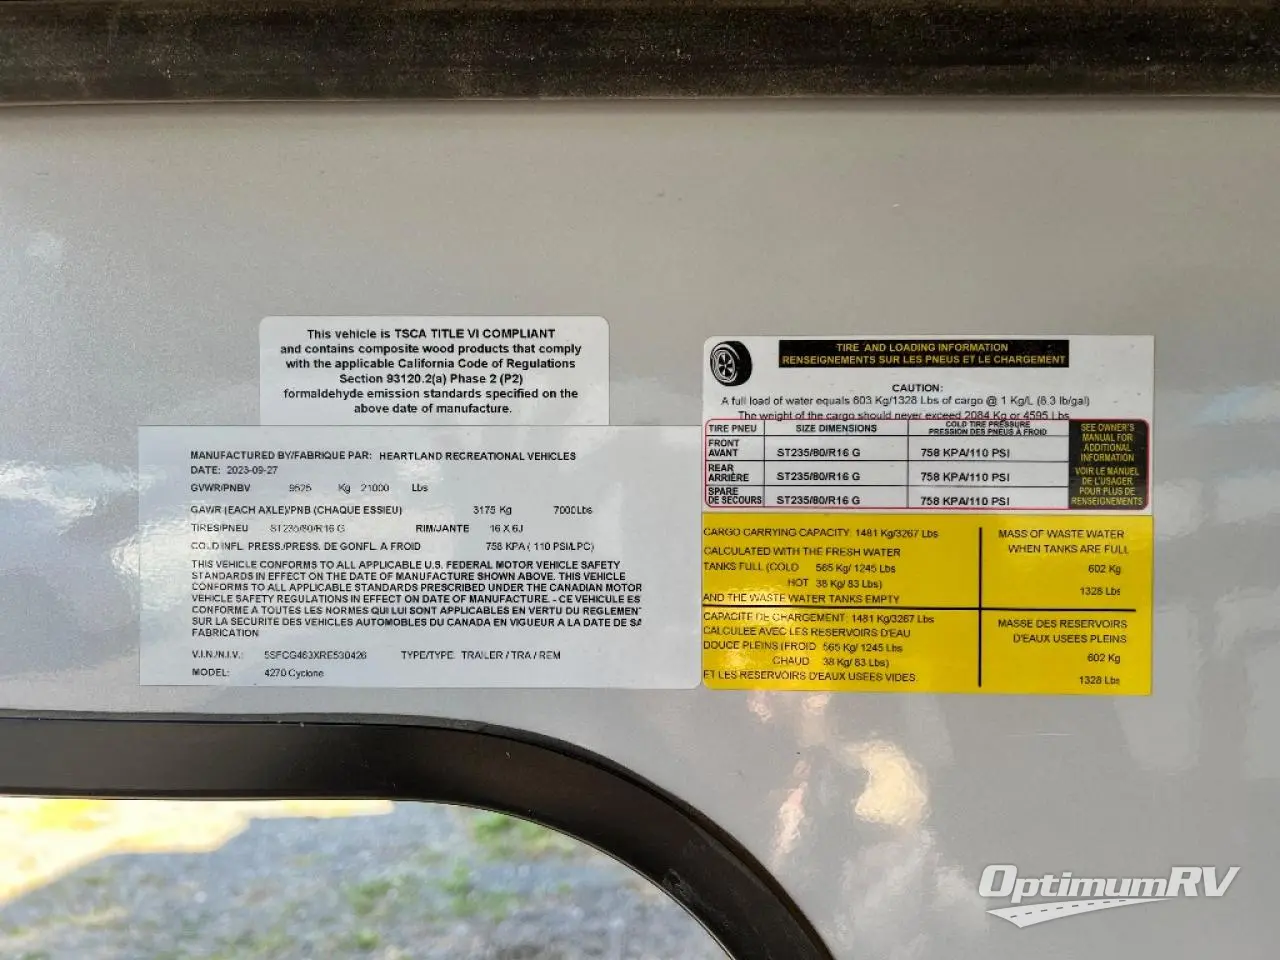 This vehicle is TSCA TITLE VI COMPLIANT
and contains composite wood products that comply
with the applicable California Code of Regulations
Section 93120.2(a) Phase 2 (P2)
formaldehyde emission standards specified on the
above date of manufacture.
MANUFACTURED BY/FABRIQUE PAR: HEARTLAND RECREATIONAL VEHICLES
DATE: 2023-09-27
GVWR/PNBV 9525 Kg 21000 Lbs
GAWR (EACH AXLE)/PNB (CHAQUE ESSIEU) 3175 Kg 7000Lbs
TIRES/PNEU ST235/80/R16 G RIM/JANTE 16 X 6J
COLD INFL. PRESS./PRESS. DE GONFL. A FROID 758 KPA ( 110 PSI/LPC)
THIS VEHICLE CONFORMS TO ALL APPLICABLE U.S. FEDERAL MOTOR VEHICLE SAFETY
STANDARDS IN EFFECT ON THE DATE OF MANUFACTURE SHOWN ABOVE. THIS VEHICLE
CONFORMS TO ALL APPLICABLE STANDARDS PRESCRIBED UNDER THE CANADIAN MOTOR
VEHICLE SAFETY REGULATIONS IN EFFECT ON DATE OF MANUFACTURE. - CE VEHICULE ES
CONFORME A TOUTES LES NORMES QUI LUI SONT APPLICABLES EN VERTU DU REGLEMEN
SUR LA SECURITE DES VEHICLES AUTOMOBILES DU CANADA EN VIGUEUR A LA DATE DE SA
FABRICATION
V.I.N./N.I.V.: 5SFCG463XRE530426 TYPE/TYPE. TRAILER / TRA / REM
MODEL: 4270 Cyclone
TIRE AND LOADING INFORMATION
RENSEIGNEMENTS SUR LES PNEUS ET LE CHARGEMENT
CAUTION:
A full load of water equals 603 Kg/1328 Lbs of cargo @ 1 Kg/L (8.3 lb/gal)
The weight of the cargo should never exceed 2084 Kg or 4595 Lbs
TIRE PNEU SIZE DIMENSIONS COLD TIRE PRESSURE
PRESSION DES PNEUS A FROID
FRONT
AVANT ST235/80/R16 G 758 KPA/110 PSI
REAR
ARRIÈRE ST235/80/R16 G 758 KPA/110 PSI
SPARE
DE SECOURS ST235/80/R16 G 758 KPA/110 PSI
SEE OWNER'S
MANUAL FOR
ADDITIONAL
INFORMATION
VOIR LE MANUEL
DE L'USAGER
POUR PLUS DE
RENSEIGNEMENTS
CARGO CARRYING CAPACITY: 1481 Kg/3267 Lbs
CALCULATED WITH THE FRESH WATER
TANKS FULL (COLD 565 Kg/ 1245 Lbs
HOT 38 Kg/ 83 Lbs)
AND THE WASTE WATER TANKS EMPTY
MASS OF WASTE WATER
WHEN TANKS ARE FULL
602 Kg
1328 Lbs
CAPACITE DE CHARGEMENT: 1481 Kg/3267 Lbs
CALCULEE AVEC LES RESERVOIRS D'EAU
DOUCE PLEINS (FROID 565 Kg/ 1245 Lbs
CHAUD 38 Kg/ 83 Lbs)
ET LES RESERVOIRS D'EAUX USEES VIDES.
MASSE DES RESERVOIRS
D'EAUX USEES PLEINS
602 Kg
1328 Lbs
OptimumRV